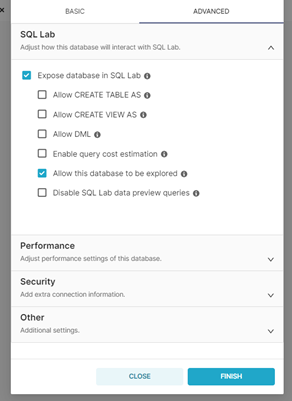 BASIC ADVANCED
SQL Lab
Adjust how this database will interact with SQL Lab.
Expose database in SQL Lab
Allow CREATE TABLE AS
Allow CREATE VIEW AS
Allow DML
Enable query cost estimation
Allow this database to be explored
Disable SQL Lab data preview queries
Performance
Adjust performance settings of this database.
Security
Add extra connection information.
Other
Additional settings.
CLOSE FINISH